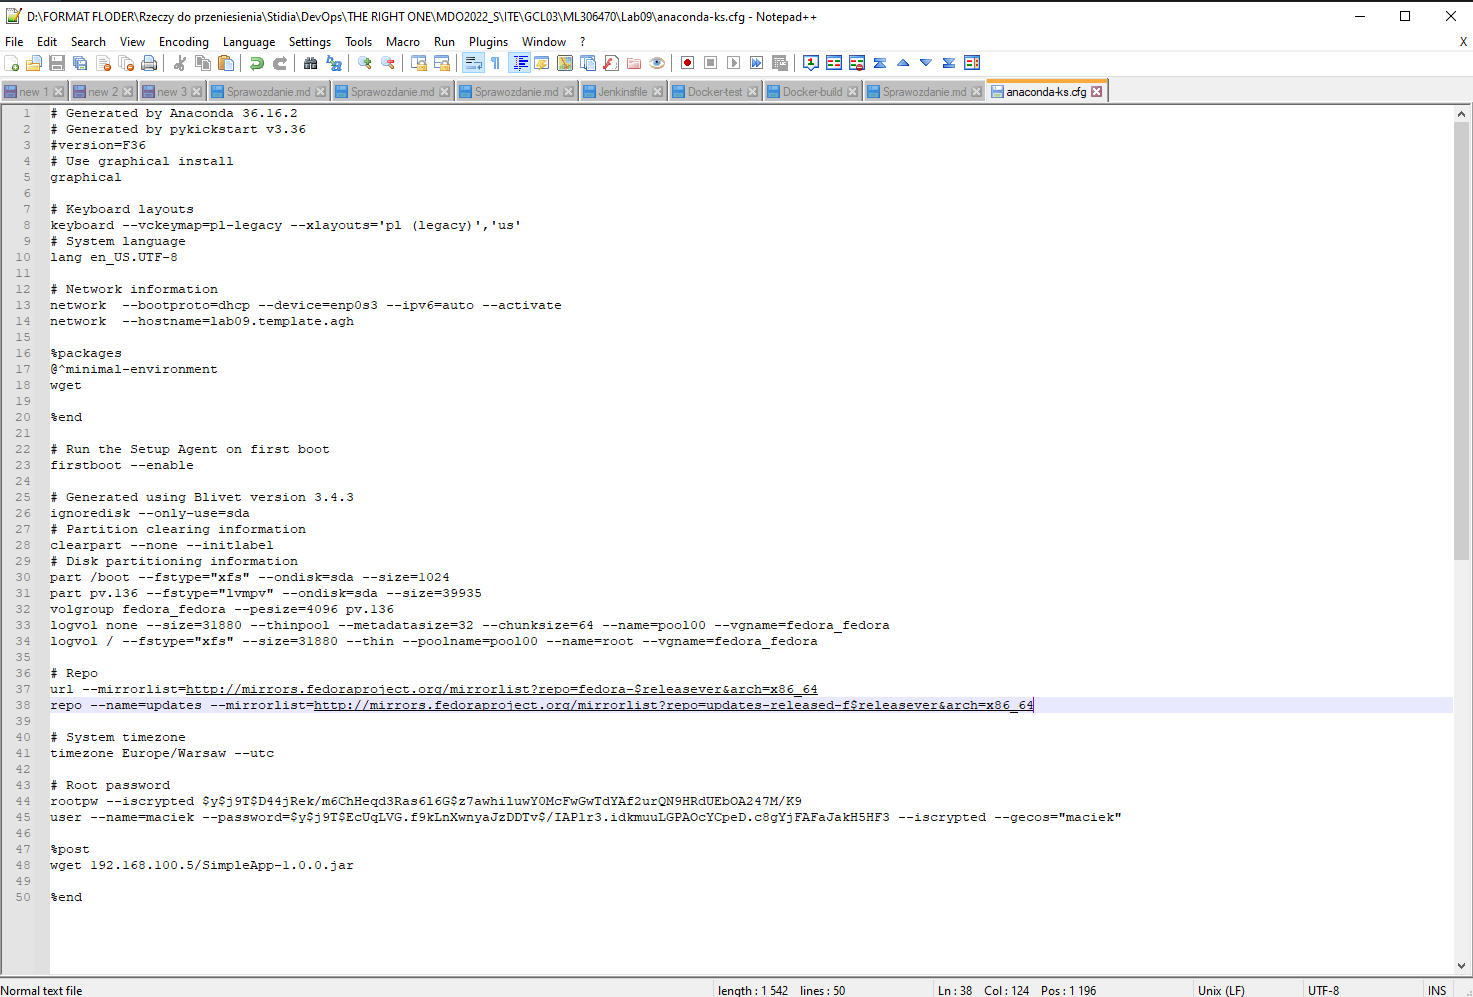 D:\FORMAT FLODER\Rzeczy do przeniesienia\Stidia\DevOps\THE RIGHT ONE\MDO2022_S\ITE\GCL03\ML306470\Lab09\anaconda-ks.cfg - Notepad++
File Edit Search View Encoding Language Settings Tools Macro Run Plugins Window ? X
new 1 new 2 new 3 Sprawozdanie.md Sprawozdanie.md Sprawozdanie.md Jenkinsfile Docker-test Docker-build Sprawozdanie.md anaconda-ks.cfg
1 # Generated by Anaconda 36.16.2
2 # Generated by pykickstart v3.36
3 #version=F36
4 # Use graphical install
5 graphical
6
7 # Keyboard layouts
8 keyboard --vckeymap=pl-legacy --xlayouts='pl (legacy)','us'
9 # System language
10 lang en_US.UTF-8
11
12 # Network information
13 network  --bootproto=dhcp --device=enp0s3 --ipv6=auto --activate
14 network  --hostname=lab09.template.agh
15
16 %packages
17 @^minimal-environment
18 wget
19
20 %end
21
22 # Run the Setup Agent on first boot
23 firstboot --enable
24
25 # Generated using Blivet version 3.4.3
26 ignoredisk --only-use=sda
27 # Partition clearing information
28 clearpart --none --initlabel
29 # Disk partitioning information
30 part /boot --fstype="xfs" --ondisk=sda --size=1024
31 part pv.136 --fstype="lvmpv" --ondisk=sda --size=39935
32 volgroup fedora_fedora --pesize=4096 pv.136
33 logvol none --size=31880 --thinpool --metadatasize=32 --chunksize=64 --name=pool00 --vgname=fedora_fedora
34 logvol / --fstype="xfs" --size=31880 --thin --poolname=pool00 --name=root --vgname=fedora_fedora
35
36 # Repo
37 url --mirrorlist=http://mirrors.fedoraproject.org/mirrorlist?repo=fedora-$releasever&arch=x86_64
38 repo --name=updates --mirrorlist=http://mirrors.fedoraproject.org/mirrorlist?repo=updates-released-f$releasever&arch=x86_64
39
40 # System timezone
41 timezone Europe/Warsaw --utc
42
43 # Root password
44 rootpw --iscrypted $y$j9T$D44jRek/m6ChHeqd3Ras6l6G$z7awhiluwY0McFwGwTdYAf2urQN9HRdUEbOA247M/K9
45 user --name=maciek --password=$y$j9T$EcUqLVG.f9kLnXwnyaJzDDTv$/IAPlr3.idkmuuLGPAOcYCpeD.c8gYjFAFaJakH5HF3 --iscrypted --gecos="maciek"
46
47 %post
48 wget 192.168.100.5/SimpleApp-1.0.0.jar
49
50 %end
Normal text file length : 1 542 lines : 50 Ln : 38 Col : 124 Pos : 1 196 Unix (LF) UTF-8 INS